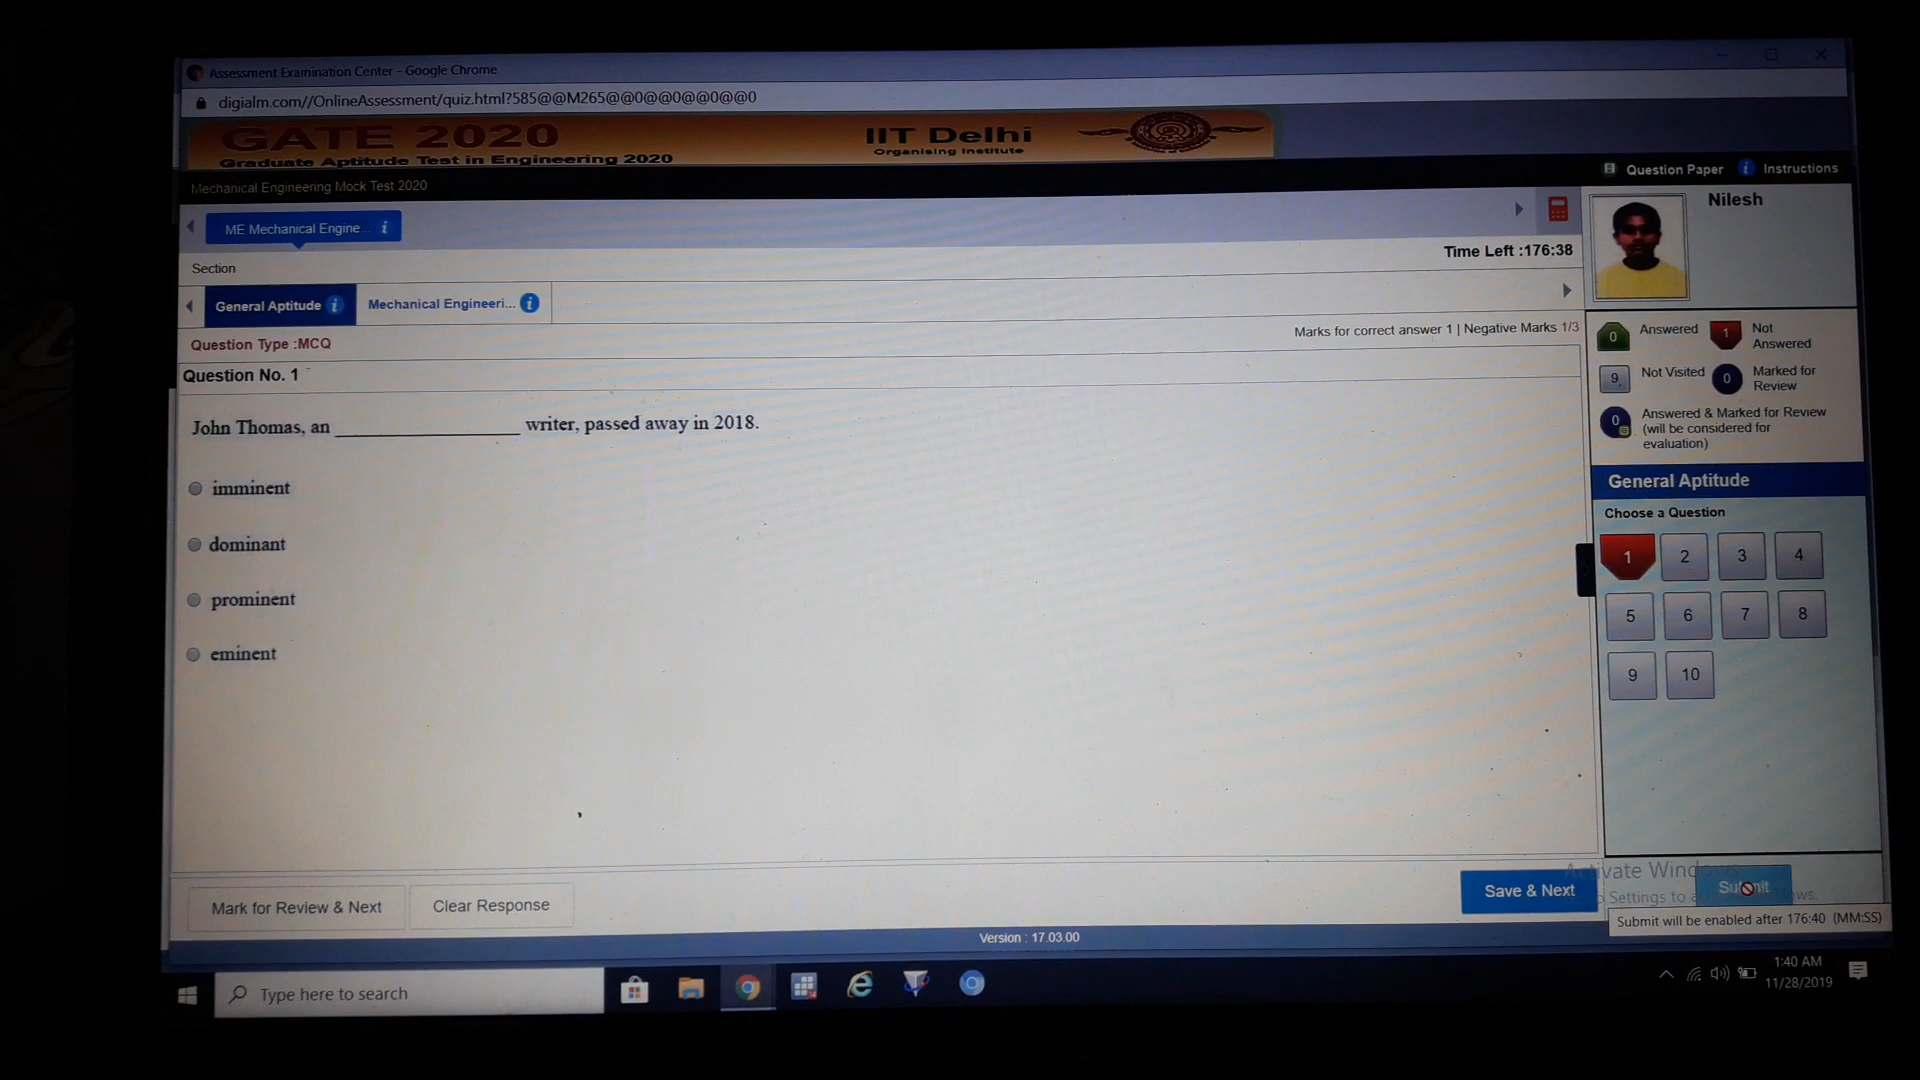 Assessment Examination Center - Google Chrome
digialm.com//OnlineAssessment/quiz.html?585@@M265@@0@@0@@0@@0
GATE 2020
Graduate Aptitude Test in Engineering 2020
IIT Delhi
Organising Institute
Mechanical Engineering Mock Test 2020
Question Paper
i Instructions
ME Mechanical Engine... i
Nilesh
Time Left :176:38
Section
General Aptitude i
Mechanical Engineeri... i
Marks for correct answer 1 | Negative Marks 1/3
Question Type :MCQ
Question No. 1
John Thomas, an ____________ writer, passed away in 2018.
imminent
dominant
prominent
eminent
0 Answered
1 Not Answered
9 Not Visited
0 Marked for Review
0 Answered & Marked for Review
(will be considered for
evaluation)
General Aptitude
Choose a Question
1 2 3 4
5 6 7 8
9 10
Mark for Review & Next
Clear Response
Save & Next
Submit
Submit will be enabled after 176:40 (MM:SS)
Version : 17.03.00
Type here to search
1:40 AM
11/28/2019